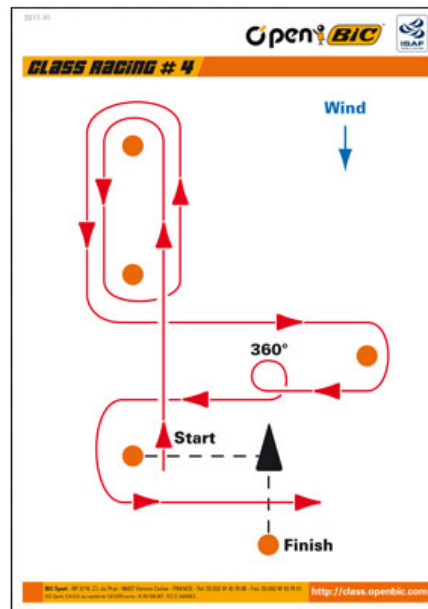 2011-XI
Open BIC
ISAF
CLASS RACING # 4
Wind
360°
Start
Finish
http://class.openbic.com